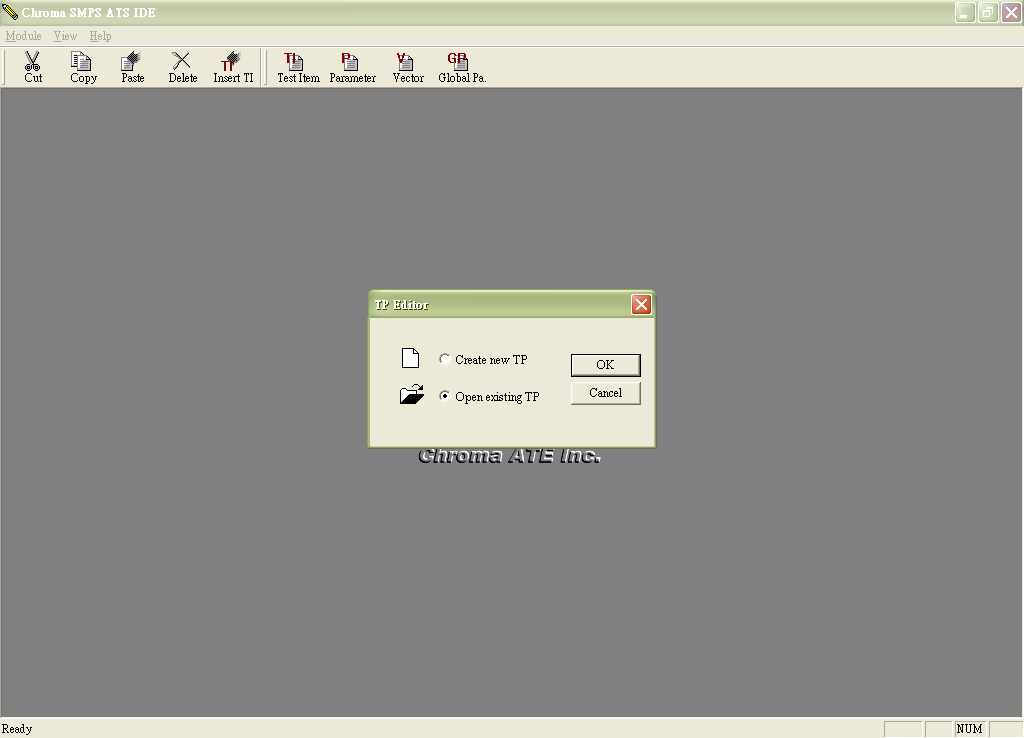 Chroma SMPS ATS IDE
Module View Help
Cut Copy Paste Delete TI Insert TI TI Test Item P Parameter V Vector GP Global Pa.
TP Editor
Create new TP
OK
Open existing TP
Cancel
Chroma ATE Inc.
Ready
NUM